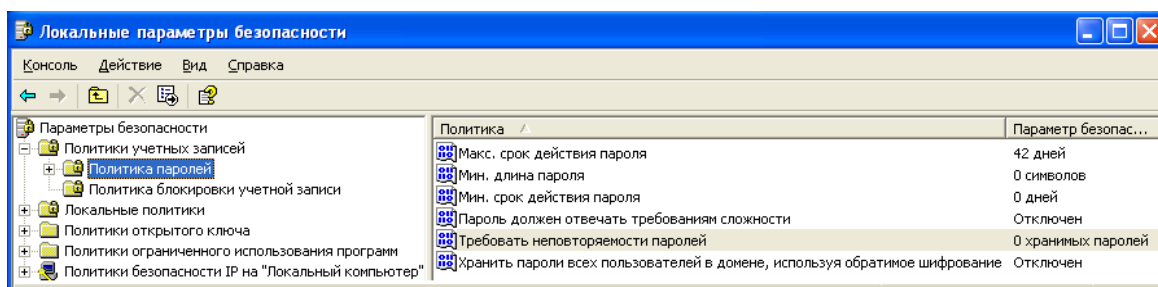 Локальные параметры безопасности
Консоль Действие Вид Справка
Параметры безопасности
Политики учетных записей
Политика паролей
Политика блокировки учетной записи
Локальные политики
Политики открытого ключа
Политики ограниченного использования программ
Политики безопасности IP на "Локальный компьютер"
Политика Параметр безопас...
Макс. срок действия пароля 42 дней
Мин. длина пароля 0 символов
Мин. срок действия пароля 0 дней
Пароль должен отвечать требованиям сложности Отключен
Требовать неповторяемости паролей 0 хранимых паролей
Хранить пароли всех пользователей в домене, используя обратимое шифрование Отключен